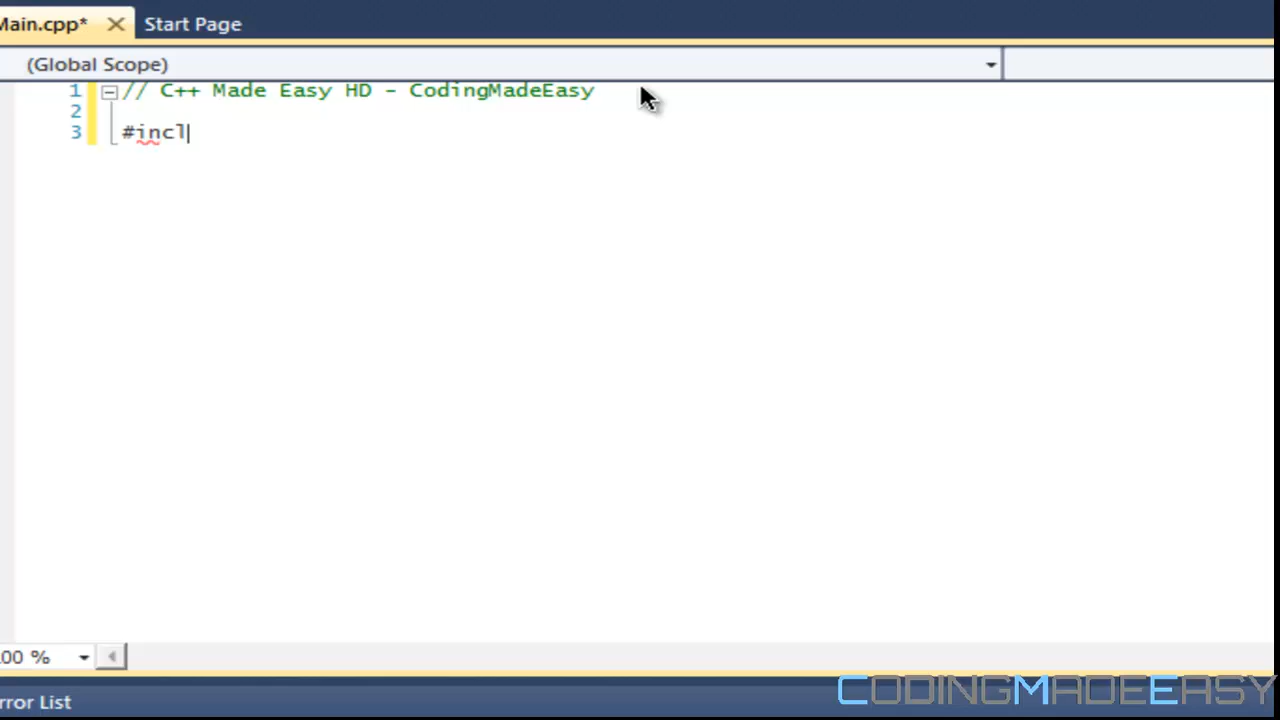 Main.cpp* Start Page
(Global Scope)
1 // C++ Made Easy HD - CodingMadeEasy
2
3 #incl
00 %
rror List
CODINGMADEEASY